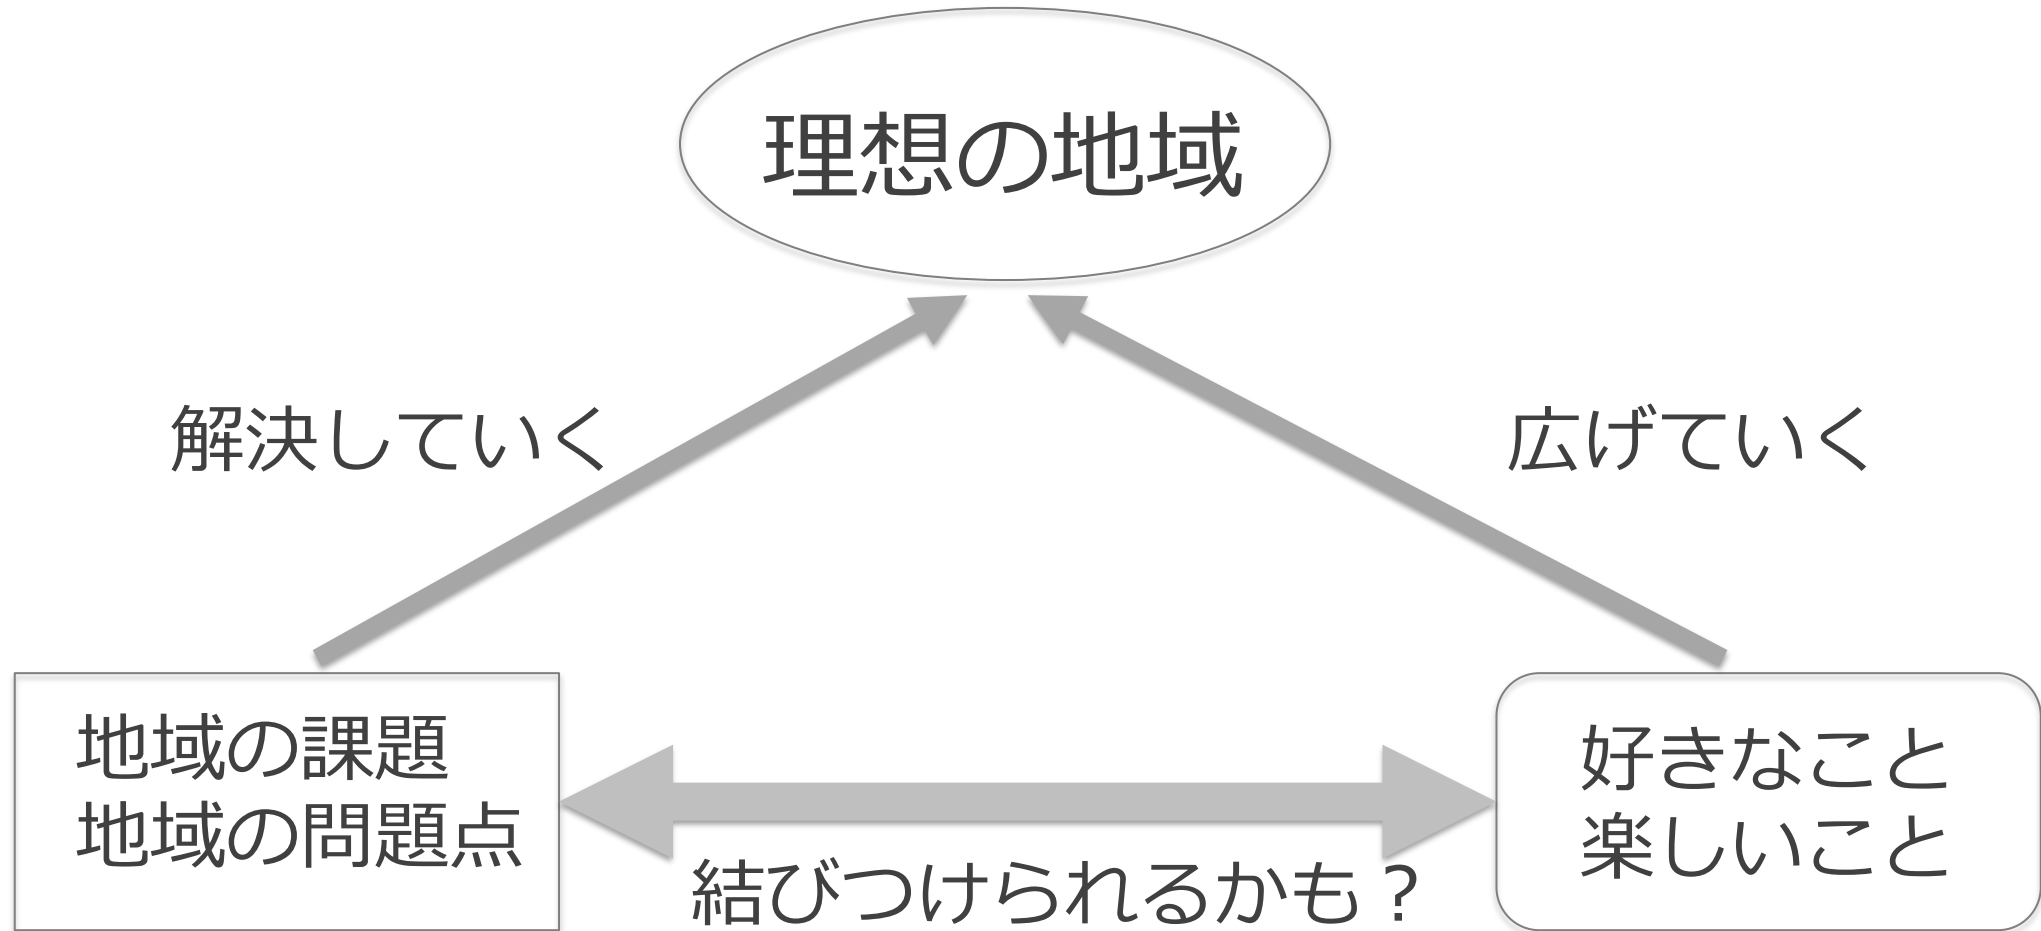 理想の地域
解決していく
広げていく
地域の課題
地域の問題点
好きなこと
楽しいこと
結びつけられるかも？